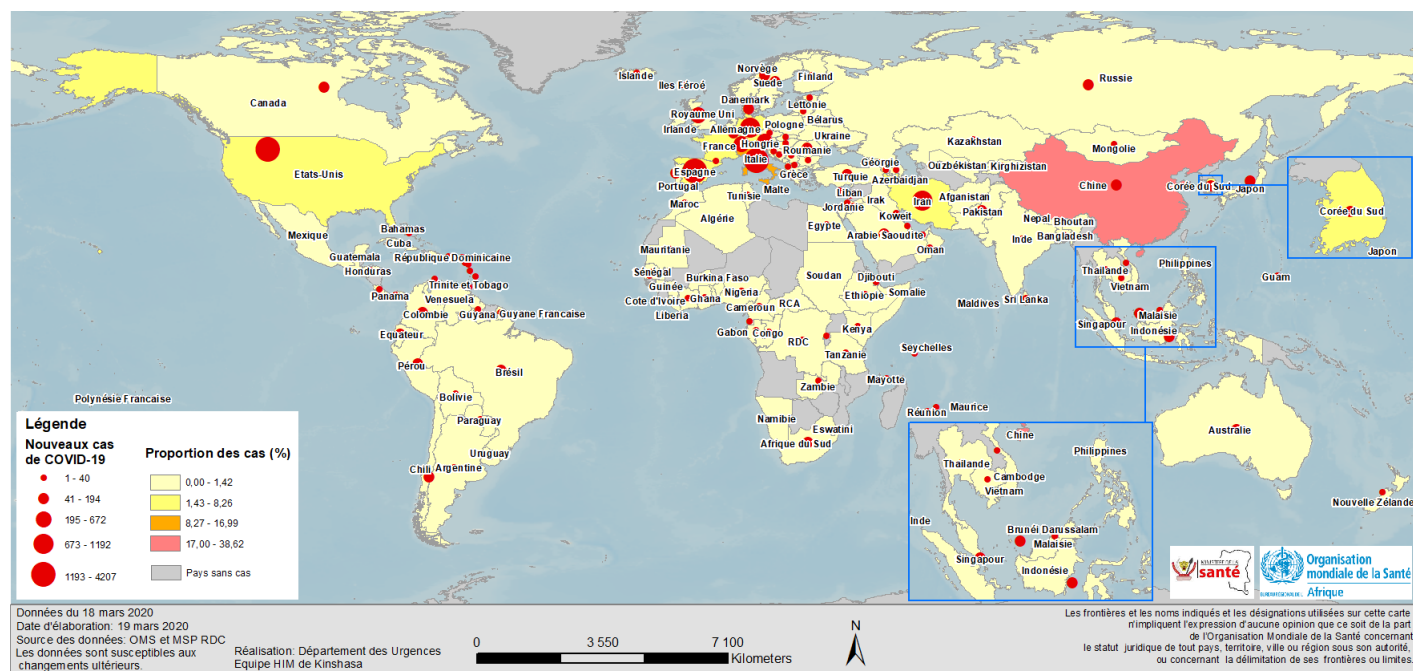 Islande
Iles Féroé
Norvège
Suède
Finland
Russie
Canada
Danemark
Lettonie
Royaume Uni
Bélarus
Irlande
Allemagne
Pologne
Ukraine
France
Hongrie
Roumanie
Kazakhstan
Mongolie
Italie
Etats-Unis
Espagne
Géorgie
Ouzbékistan
Kirghizistan
Portugal
Grèce
Turquie
Azerbaidjan
Chine
Corée du Sud
Japon
Malte
Tunisie
Liban
Irak
Iran
Afganistan
Maroc
Jordanie
Koweit
Pakistan
Népal
Bhoutan
Algérie
Egypte
Arabie Saoudite
Inde
Bangladesh
Bahamas
Mexique
Cuba
Oman
Mauritanie
Guatemala
République Dominicaine
Honduras
Sénégal
Burkina Faso
Soudan
Djibouti
Guinée
Nigeria
Ethiopie
Somalie
Trinite et Tobago
Panama
Venesuela
Cote d'Ivoire
Ghana
Cameroun
RCA
Maldives
Sri Lanka
Guam
Colombie
Guyana
Guyane Francaise
Liberia
Equateur
Gabon
Congo
RDC
Kenya
Tanzanie
Seychelles
Pérou
Brésil
Mayotte
Zambie
Bolivie
Réunion
Maurice
Polynésie Francaise
Paraguay
Namibie
Eswatini
Afrique du Sud
Uruguay
Chili
Argentine
Australie
Nouvelle Zélande
Corée du Sud
Japon
Thaïlande
Philippines
Vietnam
Singapour
Malaisie
Indonésie
Chine
Philippines
Thaïlande
Cambodge
Vietnam
Inde
Brunéi Darussalam
Malaisie
Singapour
Indonésie
Légende
Nouveaux cas
de COVID-19
1 - 40
41 - 194
195 - 672
673 - 1192
1193 - 4207
Proportion des cas (%)
0,00 - 1,42
1,43 - 8,26
8,27 - 16,99
17,00 - 38,62
Pays sans cas
santé
Organisation
mondiale de la Santé
Afrique
Données du 18 mars 2020
Date d'élaboration: 19 mars 2020
Source des données: OMS et MSP RDC
Les données sont susceptibles aux
changements ultérieurs.
Réalisation: Département des Urgences
Equipe HIM de Kinshasa
0 3 550 7 100
Kilometers
N
Les frontières et les noms indiqués et les désignations utilisées sur cette carte
n'impliquent l'expression d'aucune opinion que ce soit de la part
de l'Organisation Mondiale de la Santé concernant
le statut juridique de tout pays, territoire, ville ou région sous son autorité,
ou concernant la délimitation de ses frontières ou limites.